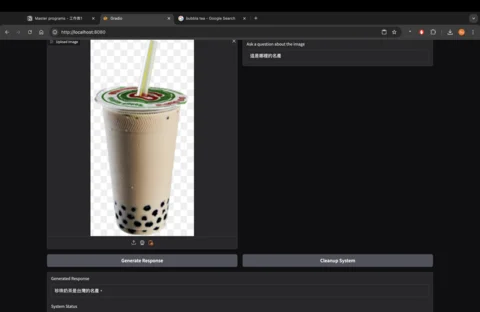 Master programs - 工作表1
Gradio
bubble tea - Google Search
http://localhost:8080
Upload Image
Ask a question about the image
這是哪裡的名產
Generate Response
Cleanup System
Generated Response
珍珠奶茶是台灣的名產。
System Status